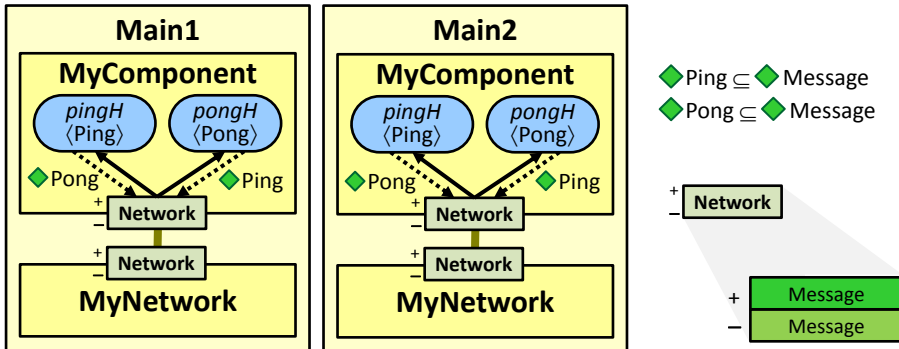 Main1
MyComponent
pingH
⟨Ping⟩
pongH
⟨Pong⟩
Pong
Ping
+
−
Network
+
−
Network
MyNetwork
Main2
MyComponent
pingH
⟨Ping⟩
pongH
⟨Pong⟩
Pong
Ping
+
−
Network
+
−
Network
MyNetwork
Ping ⊆ Message
Pong ⊆ Message
+
−
Network
+ Message
− Message